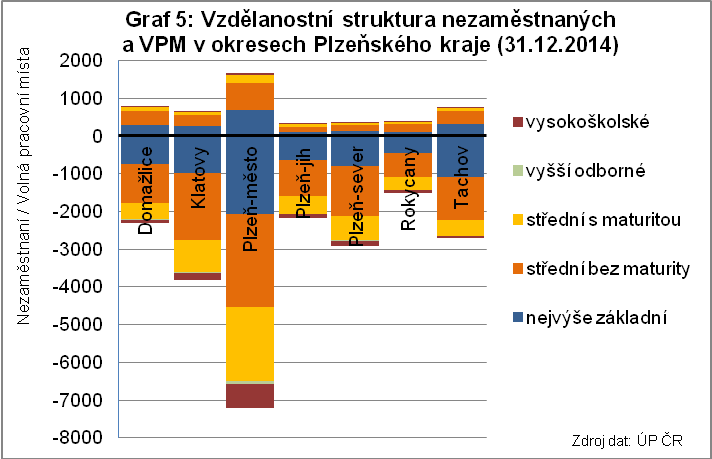 Graf 5: Vzdělanostní struktura nezaměstnaných
a VPM v okresech Plzeňského kraje (31.12.2014)
Nezaměstnaní / Volná pracovní místa
2000
1000
0
-1000
-2000
-3000
-4000
-5000
-6000
-7000
-8000
Domažlice
Klatovy
Plzeň-město
Plzeň-jih
Plzeň-sever
Rokycany
Tachov
vysokoškolské
vyšší odborné
střední s maturitou
střední bez maturity
nejvýše základní
Zdroj dat: ÚP ČR